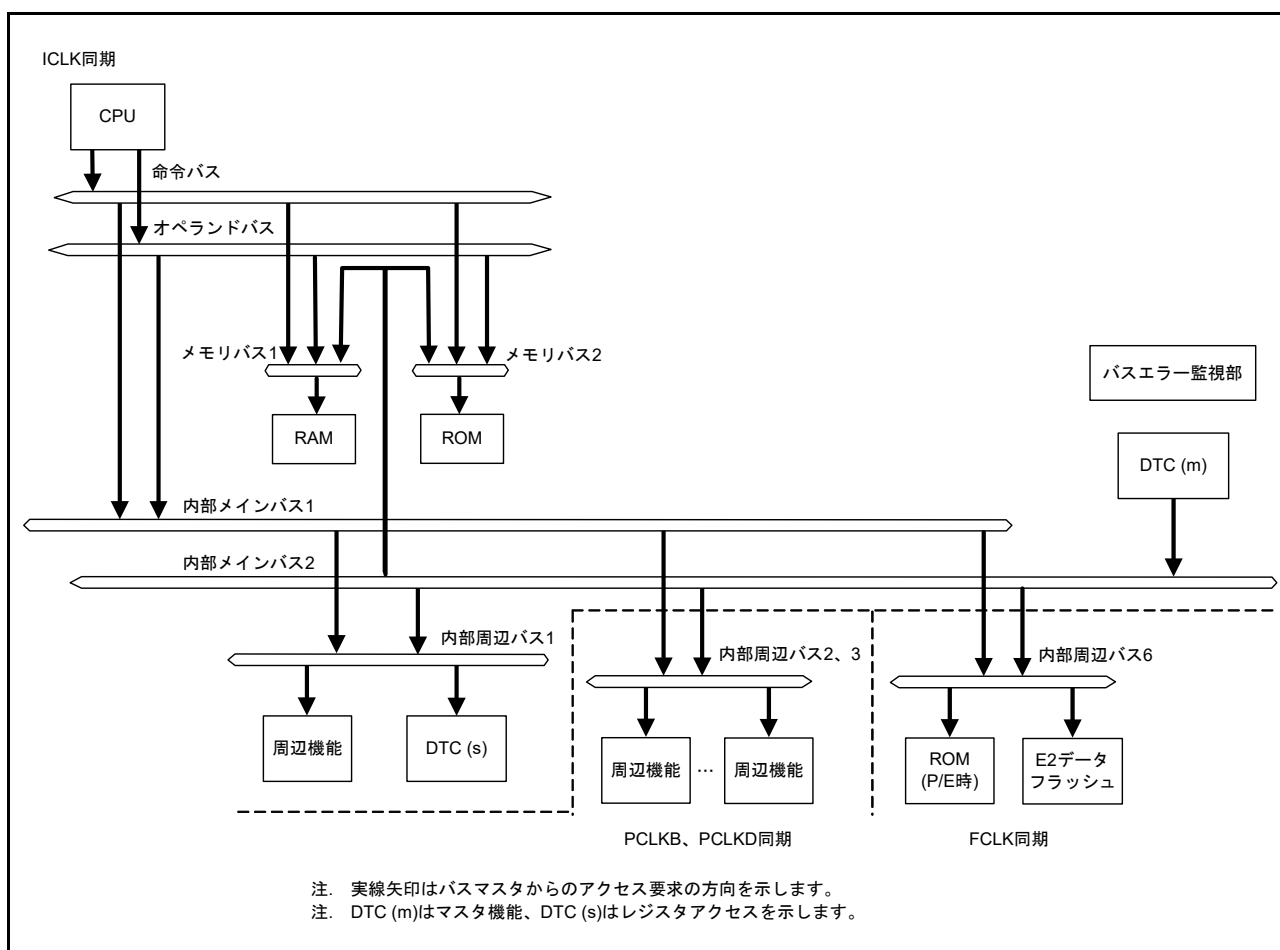 ICLK同期
CPU
命令バス
オペランドバス
メモリバス1
メモリバス2
バスエラー監視部
RAM
ROM
DTC (m)
内部メインバス1
内部メインバス2
内部周辺バス1
内部周辺バス2、3
内部周辺バス6
周辺機能
DTC (s)
周辺機能
…
周辺機能
ROM
(P/E時)
E2データ
フラッシュ
PCLKB、PCLKD同期
FCLK同期
注. 実線矢印はバスマスタからのアクセス要求の方向を示します。
注. DTC (m)はマスタ機能、DTC (s)はレジスタアクセスを示します。